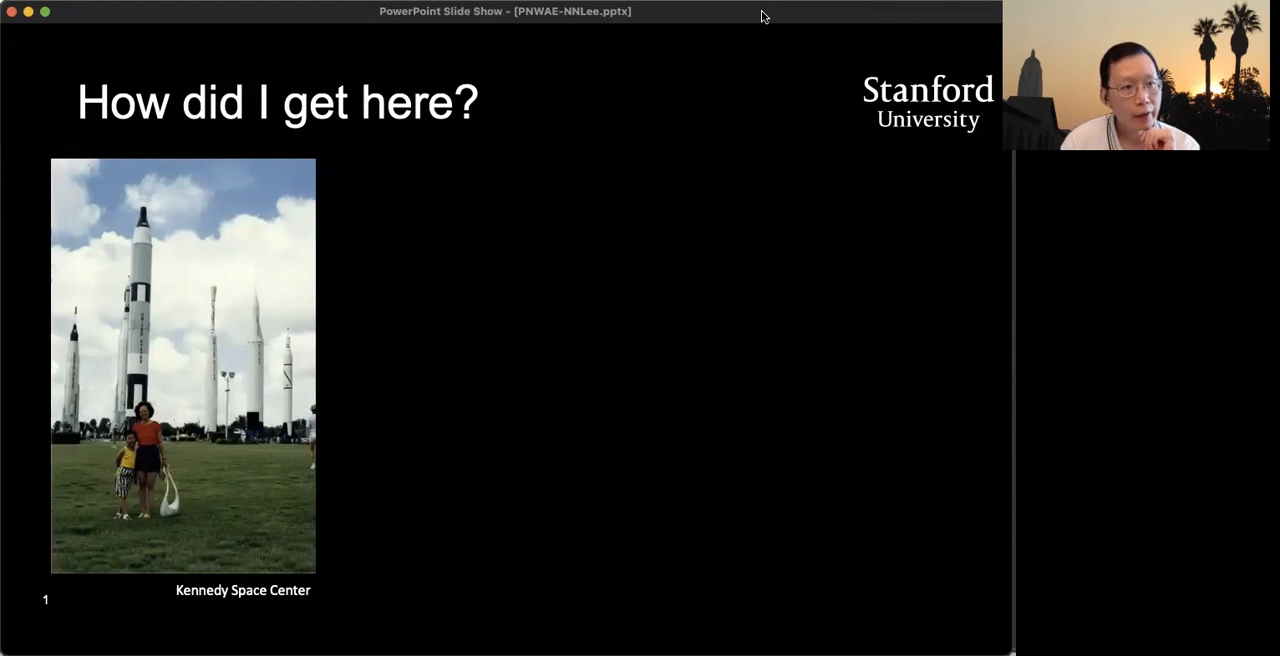 PowerPoint Slide Show - [PNWAE-NNLee.pptx]
How did I get here?
Stanford
University
Kennedy Space Center
1